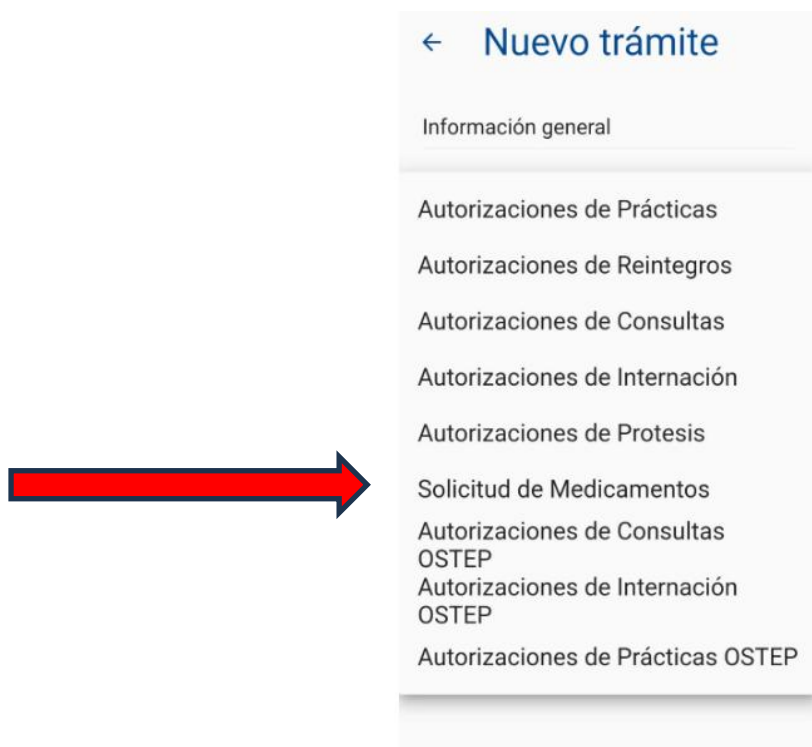 ← Nuevo trámite
Información general
Autorizaciones de Prácticas
Autorizaciones de Reintegros
Autorizaciones de Consultas
Autorizaciones de Internación
Autorizaciones de Protesis
Solicitud de Medicamentos
Autorizaciones de Consultas
OSTEP
Autorizaciones de Internación
OSTEP
Autorizaciones de Prácticas OSTEP